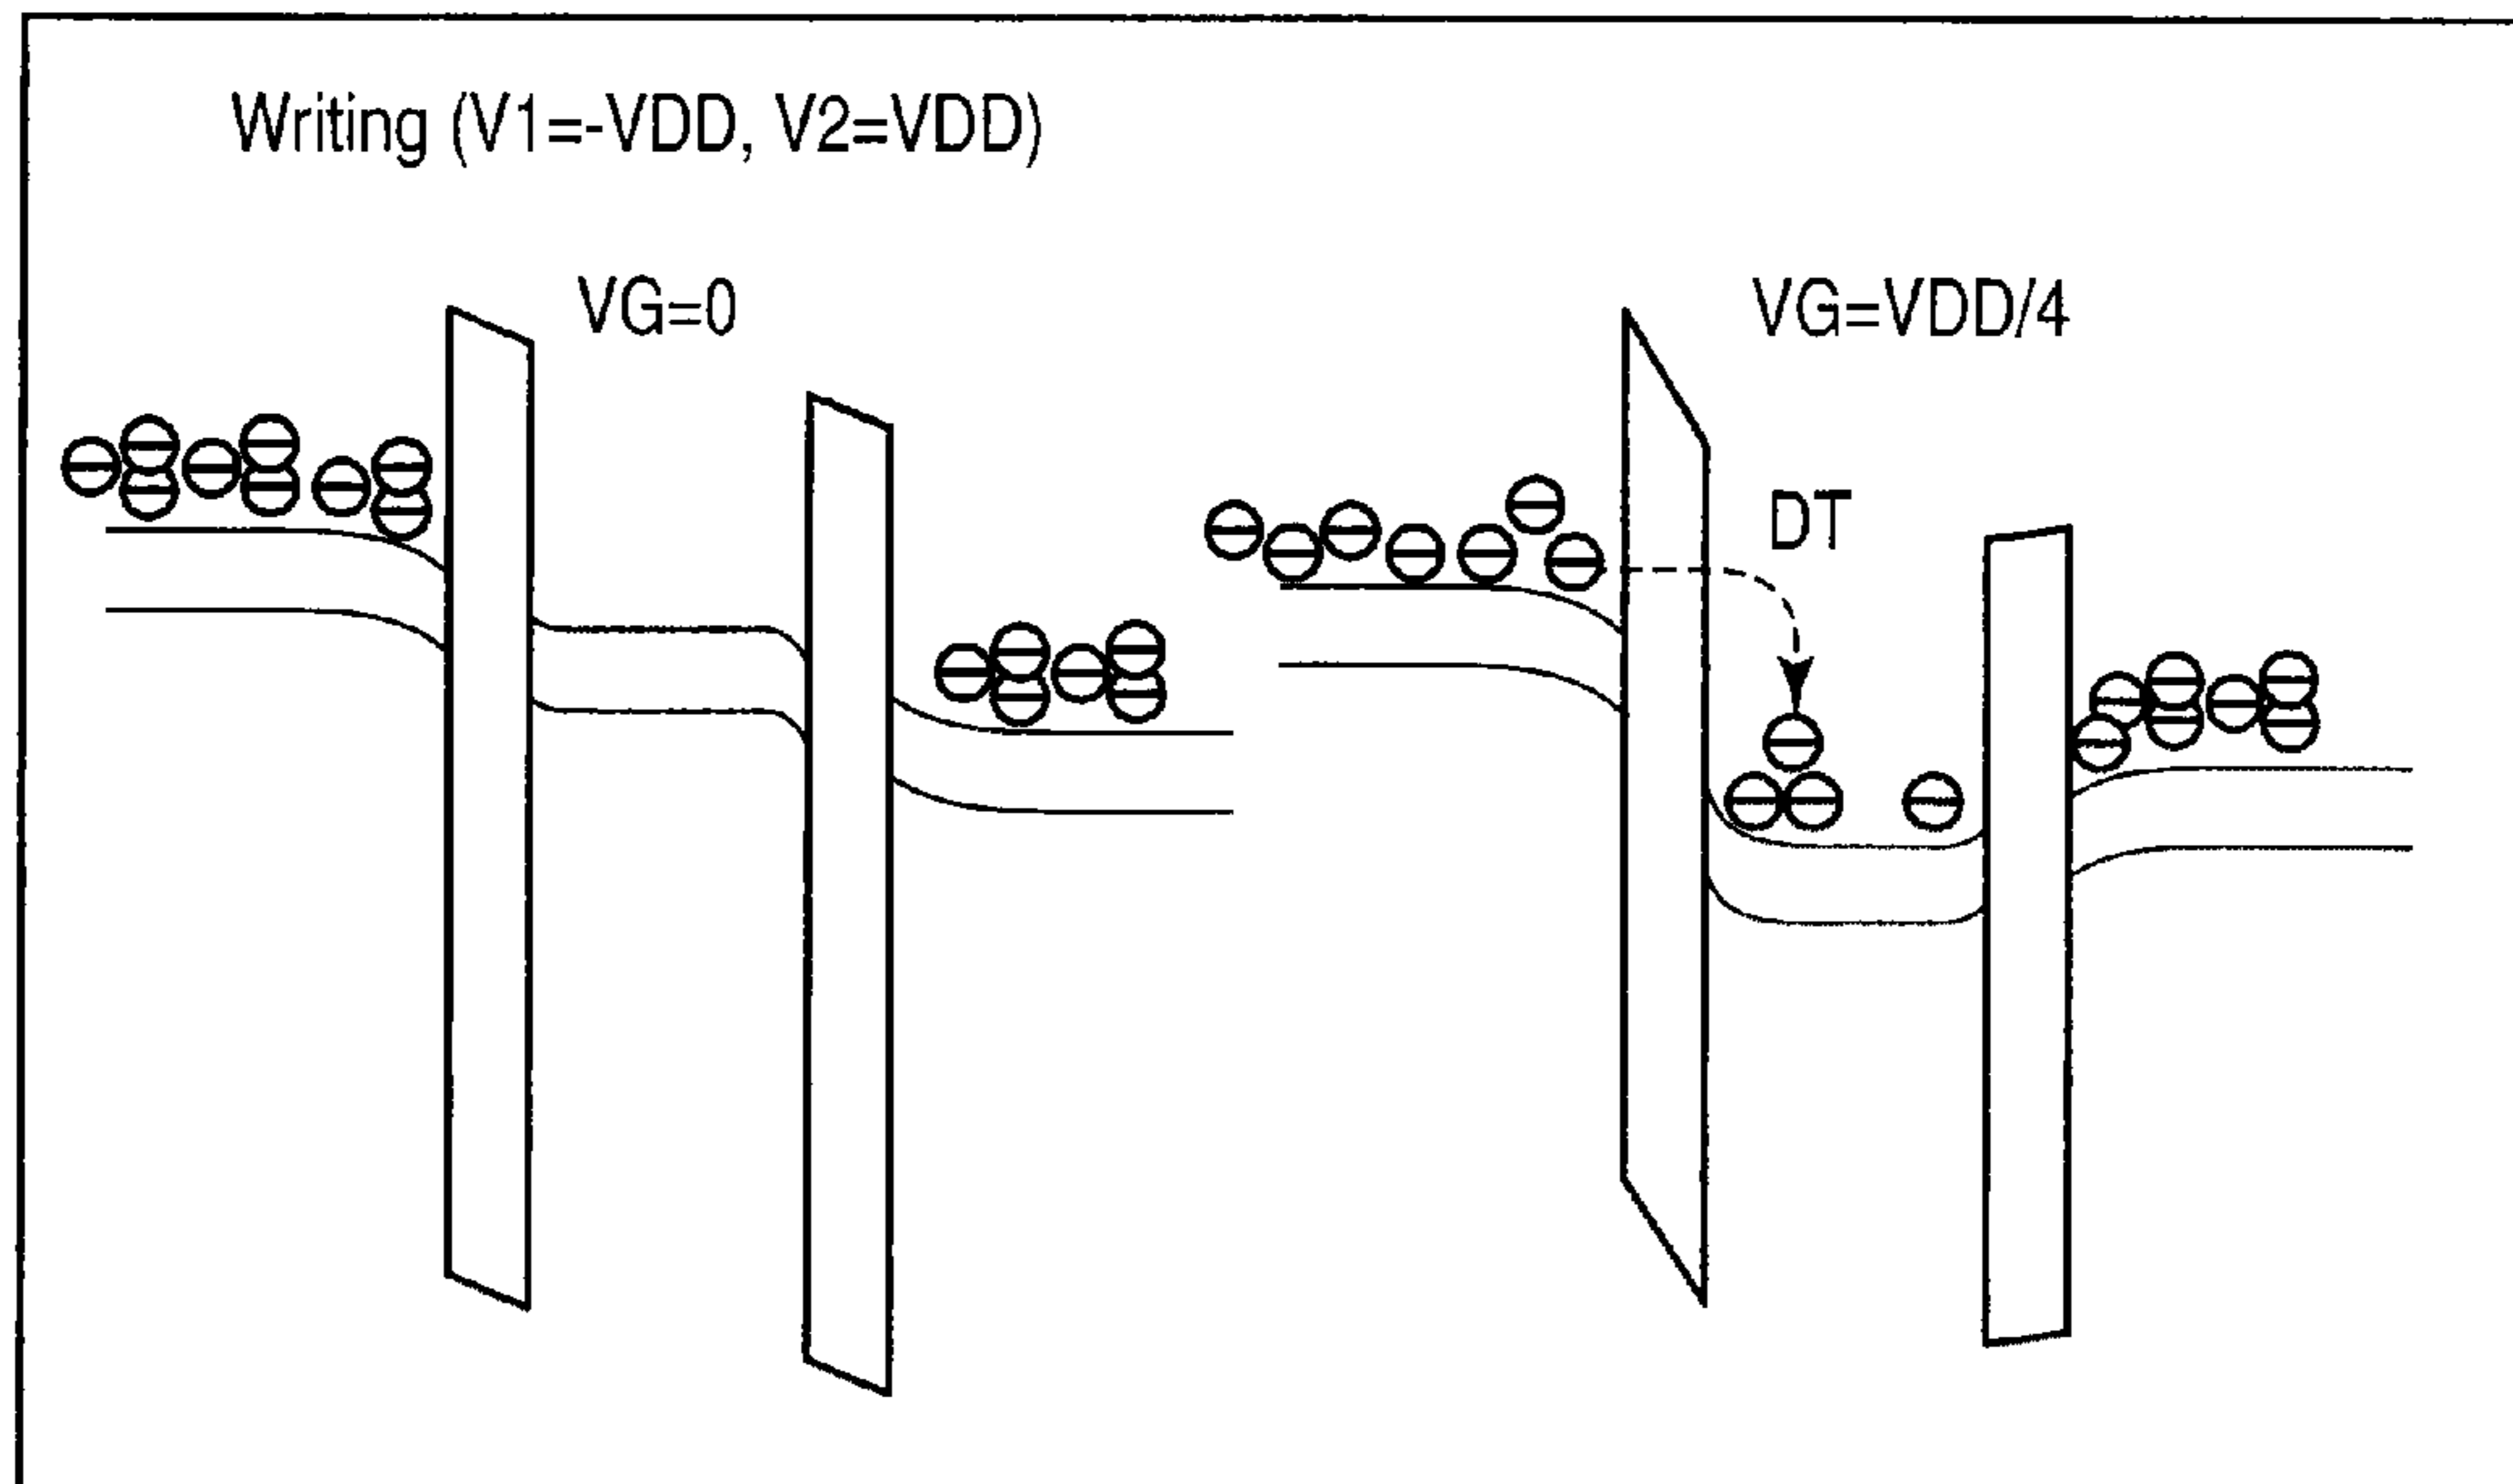 Writing (V1=-VDD, V2=VDD)
VG=0
VG=VDD/4
DT